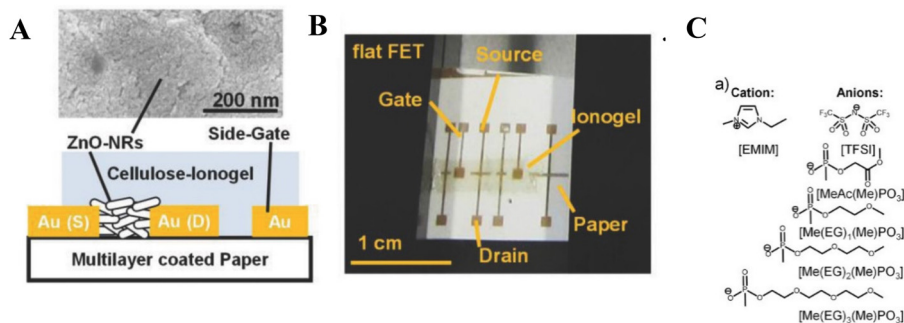 A
200 nm
ZnO-NRs
Side-Gate
Cellulose-Ionogel
Au (S)
Au (D)
Au
Multilayer coated Paper
B
flat FET
Source
Gate
Ionogel
Paper
1 cm
Drain
C
a)
Cation:
Anions:
[EMIM]
F₃C
CF₃
O
S
N
S
O
O
O
[TFSI]
[MeAc(Me)PO₃]
[Me(EG)₁(Me)PO₃]
[Me(EG)₂(Me)PO₃]
[Me(EG)₃(Me)PO₃]